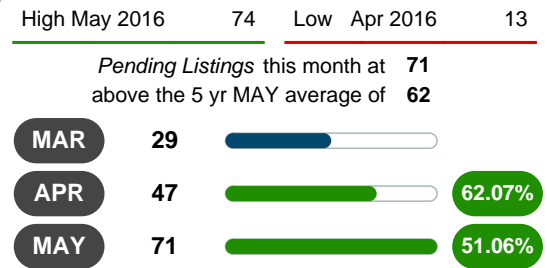 High May 2016 74 Low Apr 2016 13
Pending Listings this month at 71
above the 5 yr MAY average of 62
MAR 29
APR 47 62.07%
MAY 71 51.06%